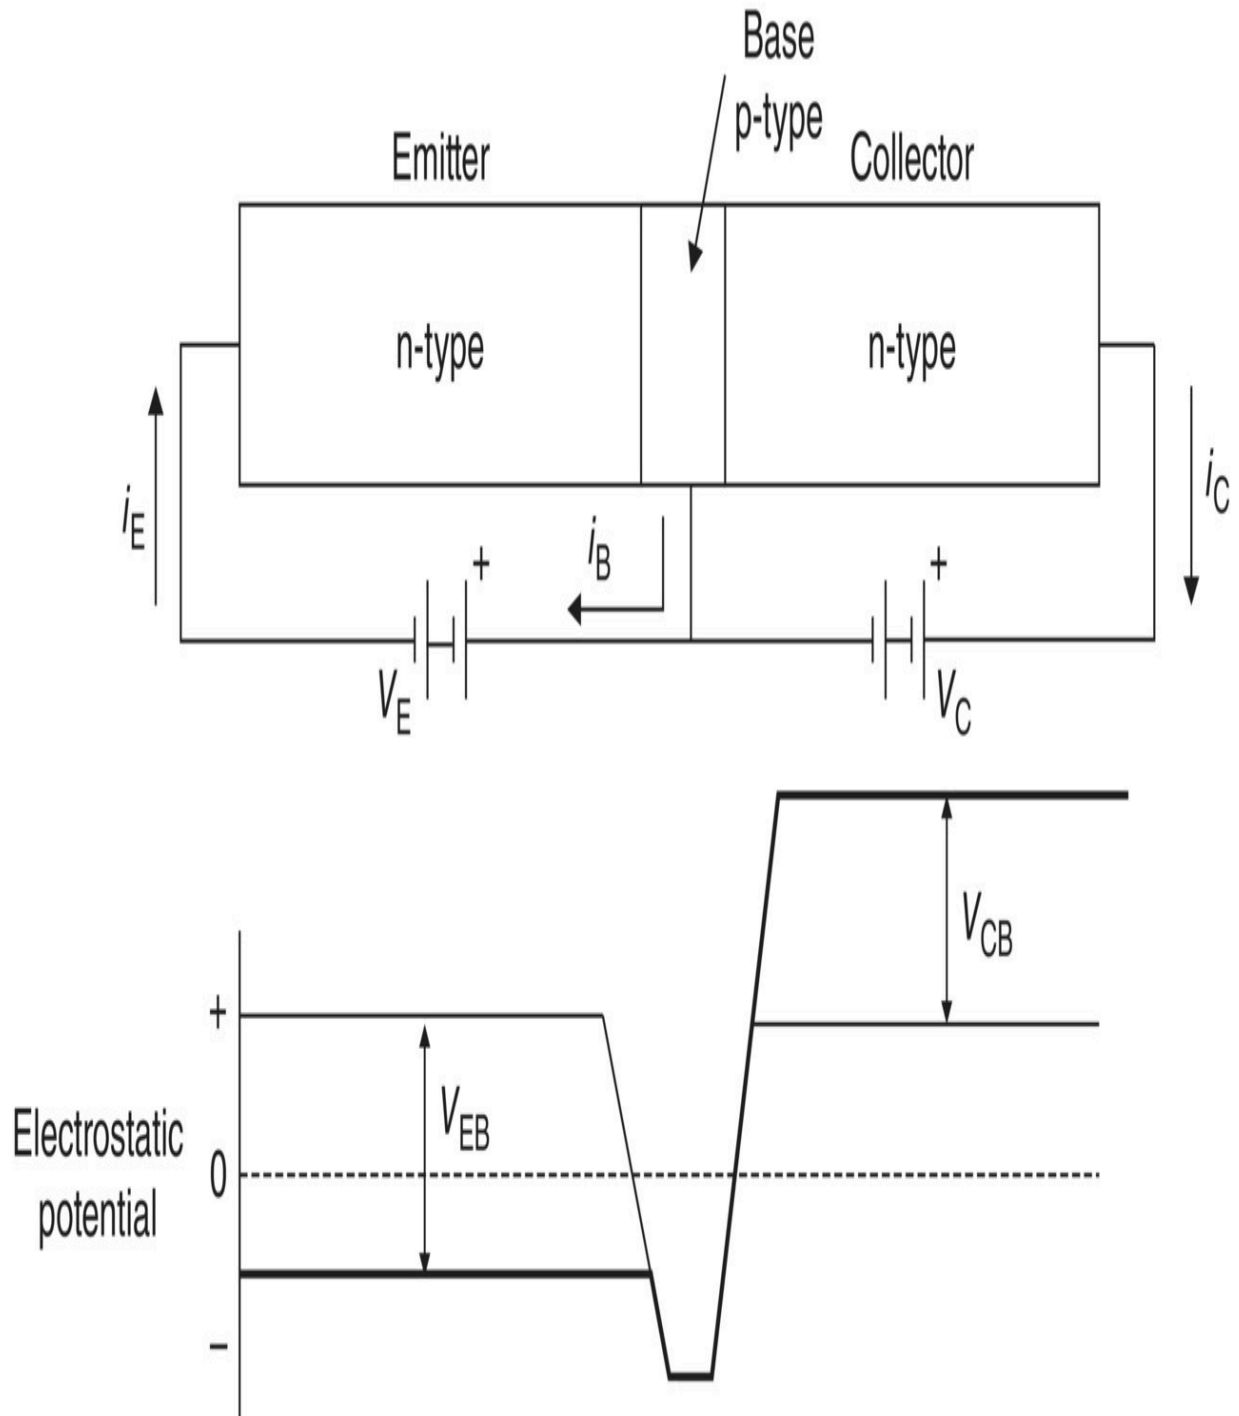 Base
p-type
Emitter
Collector
n-type
n-type
iE
iB
iC
+
+
VE
VC
VCB
+
VEB
Electrostatic
potential
0
–